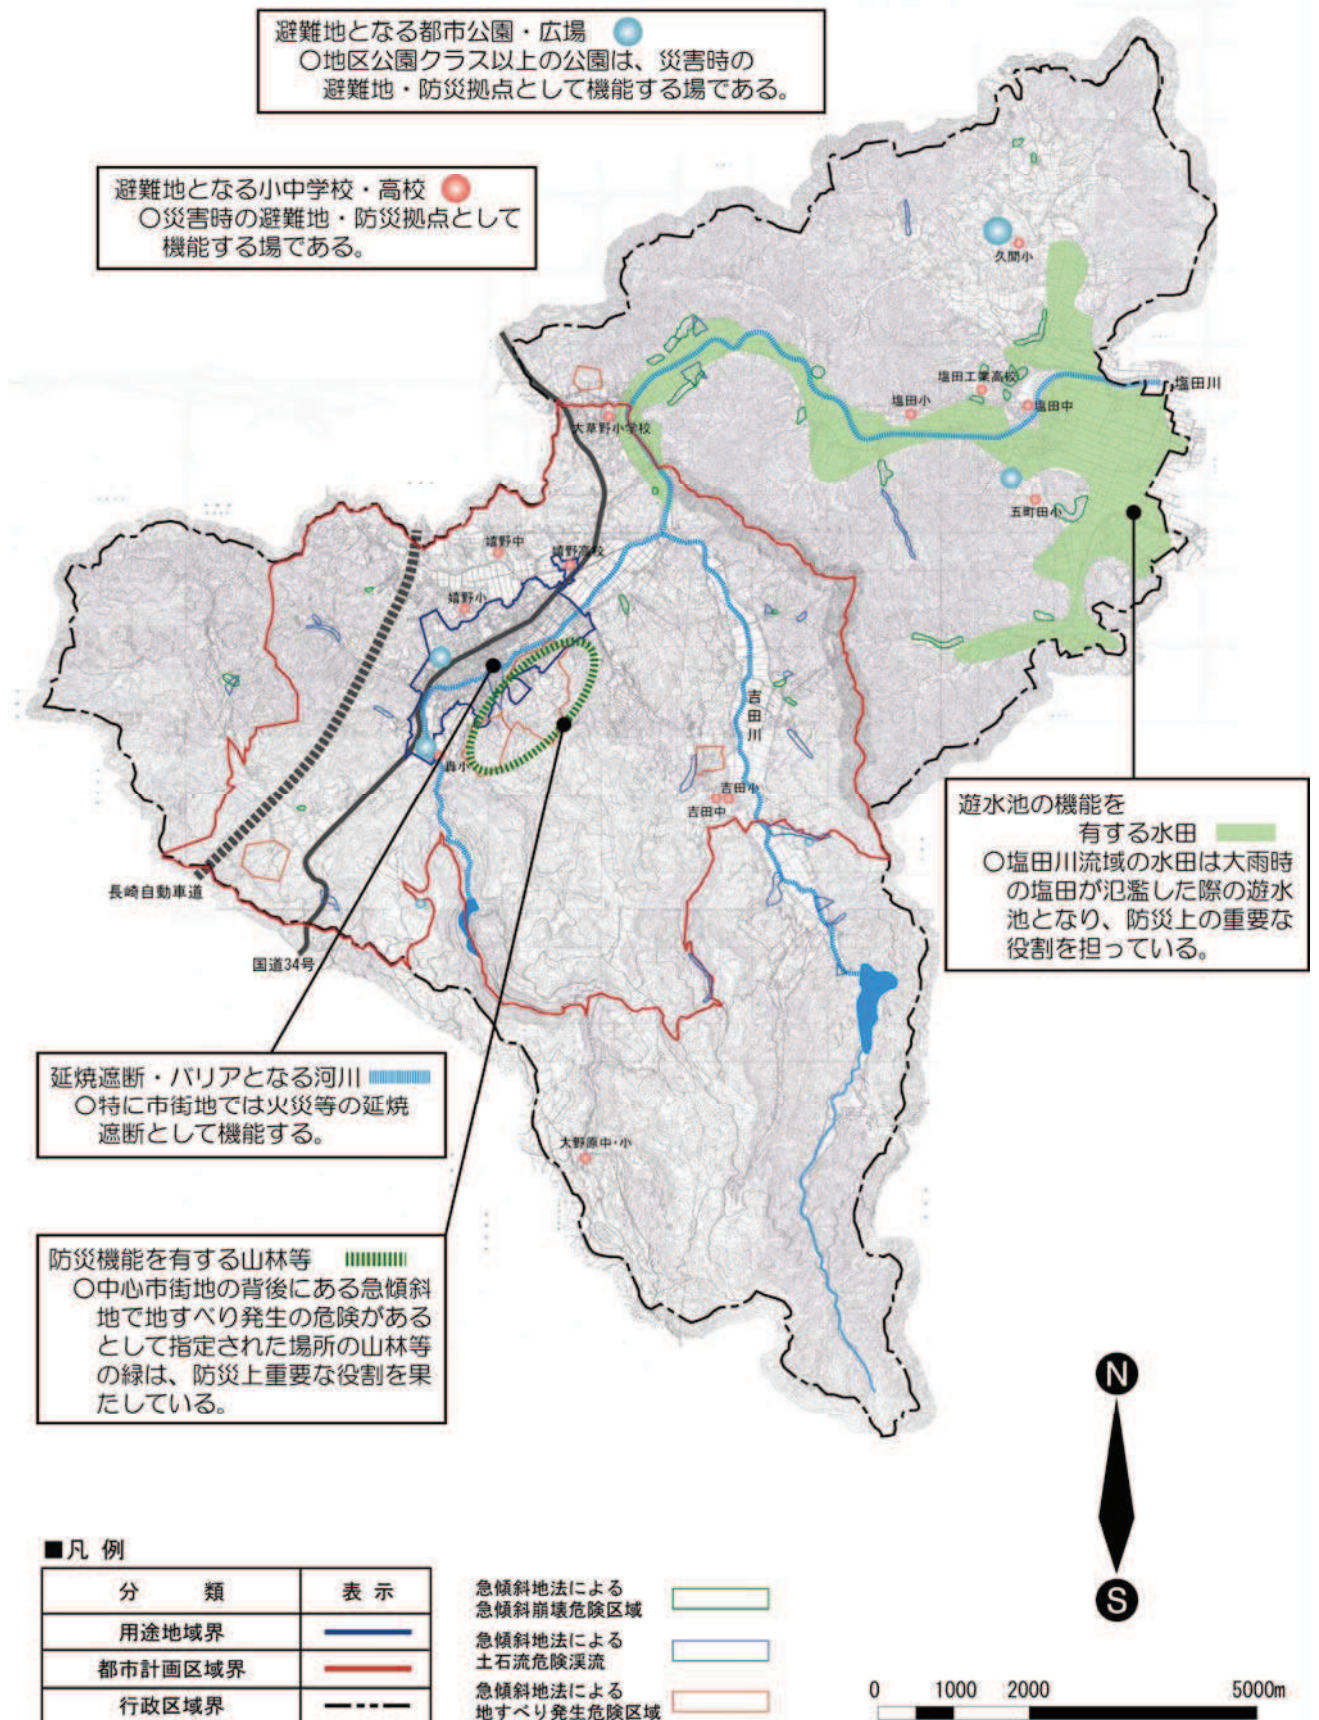 避難地となる都市公園・広場
○地区公園クラス以上の公園は、災害時の
避難地・防災拠点として機能する場である。
避難地となる小中学校・高校
○災害時の避難地・防災拠点として
機能する場である。
久間小
塩田川
塩田工業高校
塩田小
塩田中
大草野小学校
五町田小
嬉野中
嬉野高校
嬉野小
吉田川
轟小
吉田小
吉田中
長崎自動車道
国道34号
大野原中・小
遊水池の機能を
有する水田
○塩田川流域の水田は大雨時
の塩田が氾濫した際の遊水
池となり、防災上の重要な
役割を担っている。
延焼遮断・バリアとなる河川
○特に市街地では火災等の延焼
遮断として機能する。
防災機能を有する山林等
○中心市街地の背後にある急傾斜
地で地すべり発生の危険がある
として指定された場所の山林等
の緑は、防災上重要な役割を果
たしている。
N
S
■凡 例
分 類 表 示
用途地域界
都市計画区域界
行政区域界
急傾斜地法による
急傾斜崩壊危険区域
急傾斜地法による
土石流危険渓流
急傾斜地法による
地すべり発生危険区域
0 1000 2000 5000m